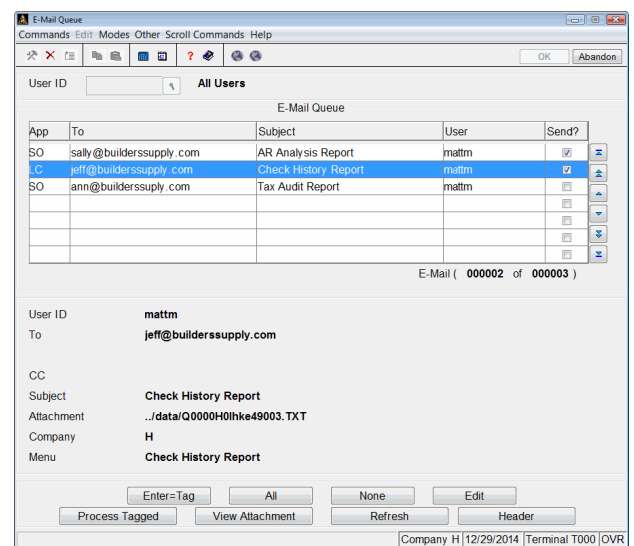 E-Mail Queue
Commands Edit Modes Other Scroll Commands Help
OK Abandon
User ID All Users
E-Mail Queue
App To Subject User Send?
SO sally@builderssupply.com AR Analysis Report mattm
LC jeff@builderssupply.com Check History Report mattm
SO ann@builderssuply.com Tax Audit Report mattm
E-Mail ( 000002 of 000003 )
User ID mattm
To jeff@builderssupply.com
CC
Subject Check History Report
Attachment ../data/Q0000H0Ihke49003.TXT
Company H
Menu Check History Report
Enter=Tag All None Edit
Process Tagged View Attachment Refresh Header
Company H 12/29/2014 Terminal T000 OVR